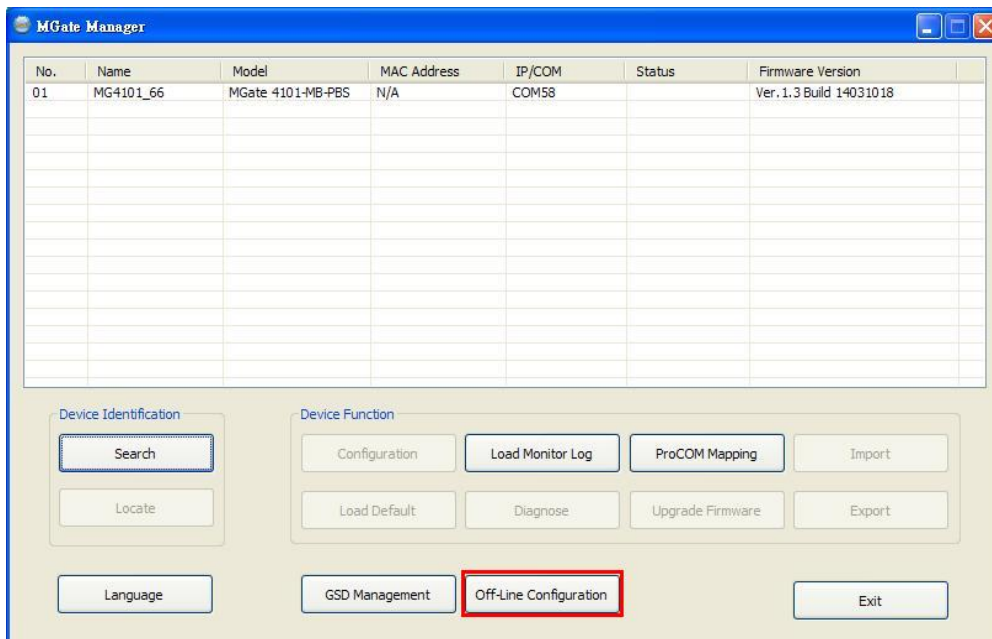 MGate Manager
No. Name Model MAC Address IP/COM Status Firmware Version
01 MG4101_66 MGate 4101-MB-PBS N/A COM58 Ver.1.3 Build 14031018
Device Identification
Device Function
Search
Configuration
Load Monitor Log
ProCOM Mapping
Import
Locate
Load Default
Diagnose
Upgrade Firmware
Export
Language
GSD Management
Off-Line Configuration
Exit